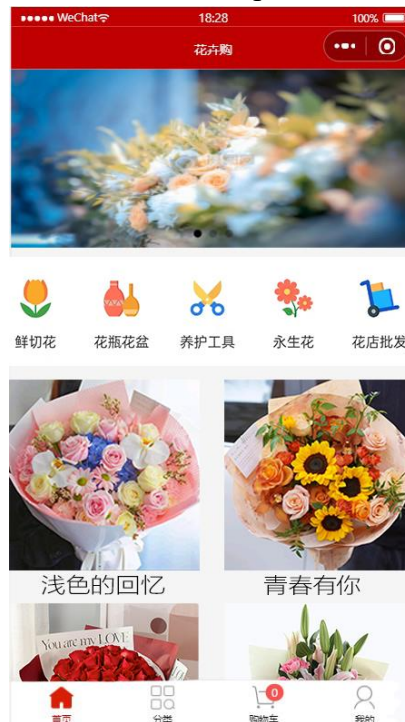 WeChat 18:28 100%
花卉购
鲜切花 花瓶花盆 养护工具 永生花 花店批发
浅色的回忆 青春有你
You are my LOVE
首页 分类 0 购物车 我的